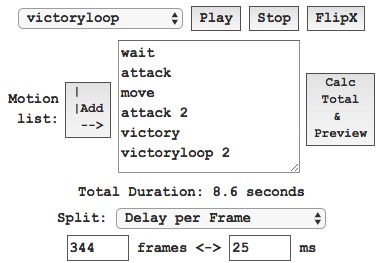 victoryloop Play Stop FlipX
wait
attack
move
attack 2
victory
victoryloop 2
Motion list:
|
|Add
-->
Calc
Total
&
Preview
Total Duration: 8.6 seconds
Split: Delay per Frame
344 frames <-> 25 ms